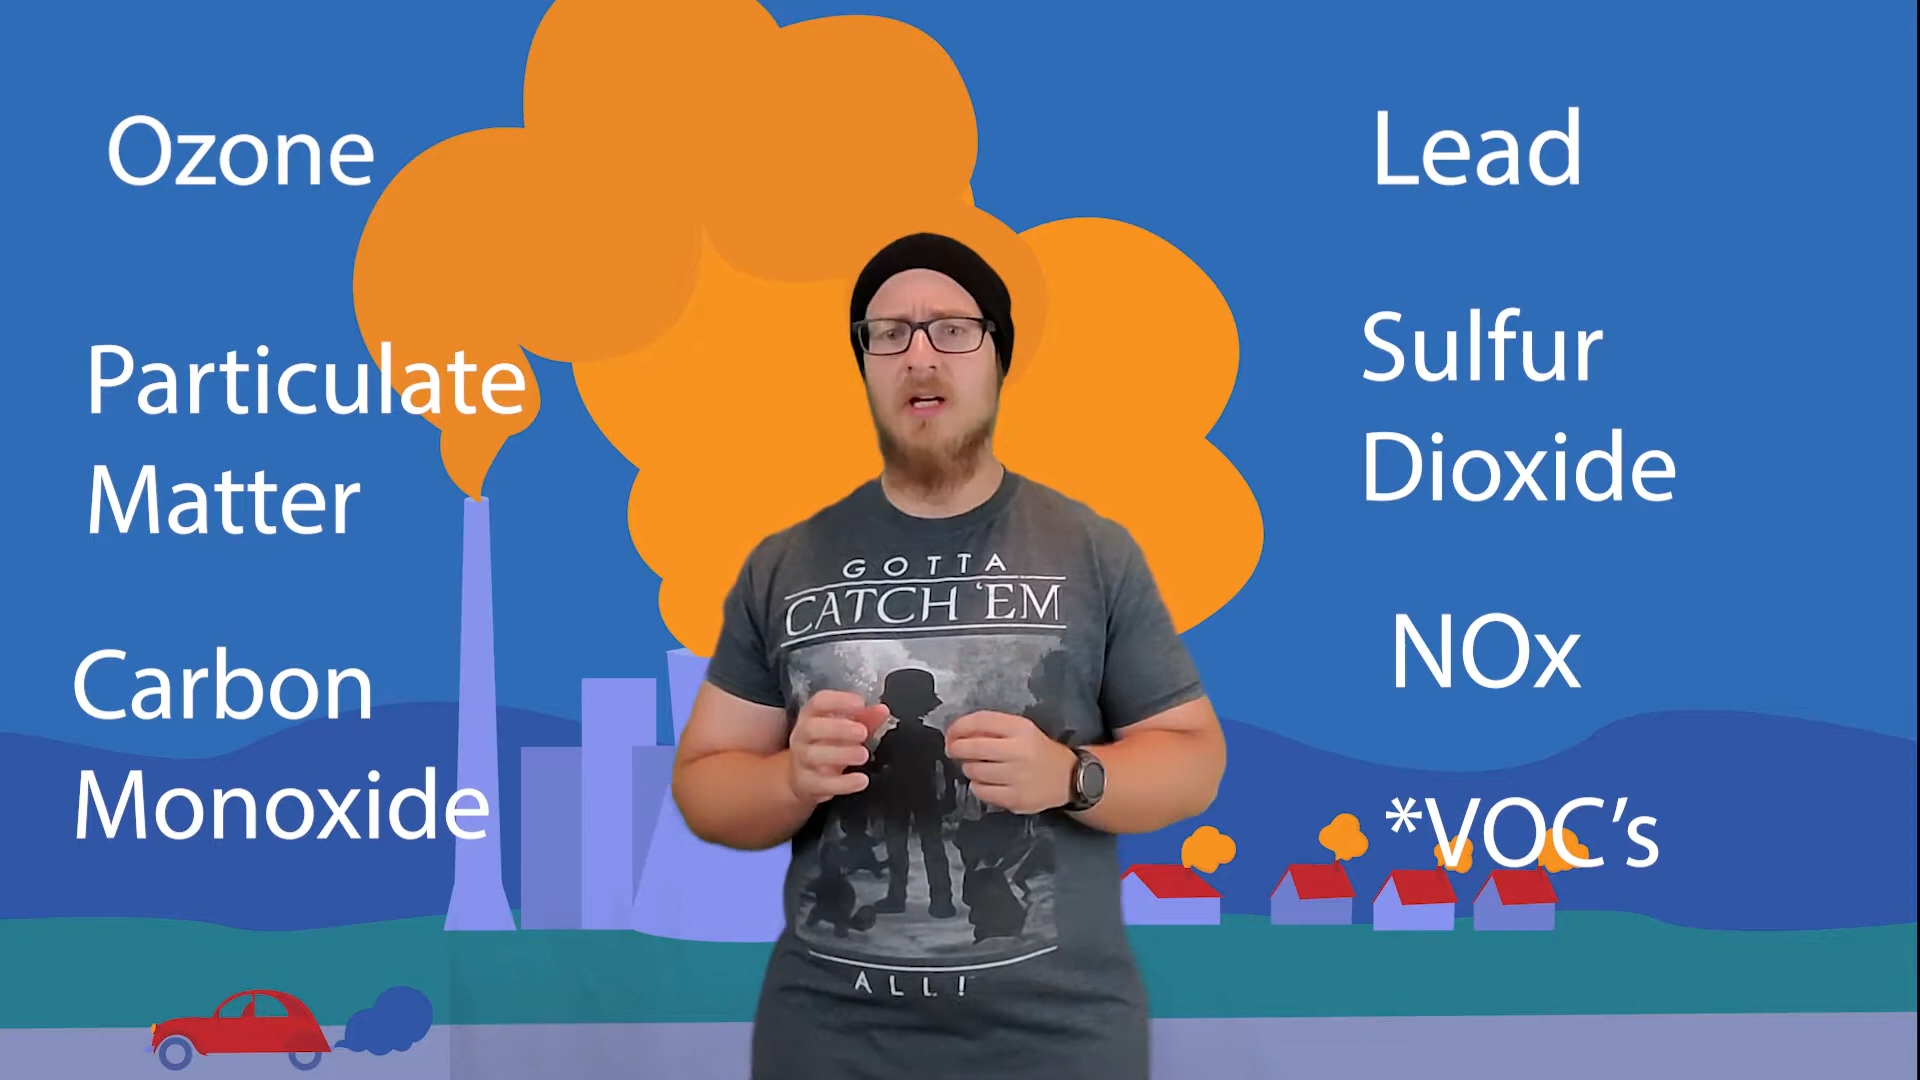 Ozone
Particulate
Matter
Carbon
Monoxide
Lead
Sulfur
Dioxide
NOx
*VOC's
GOTTA
CATCH 'EM
ALL!